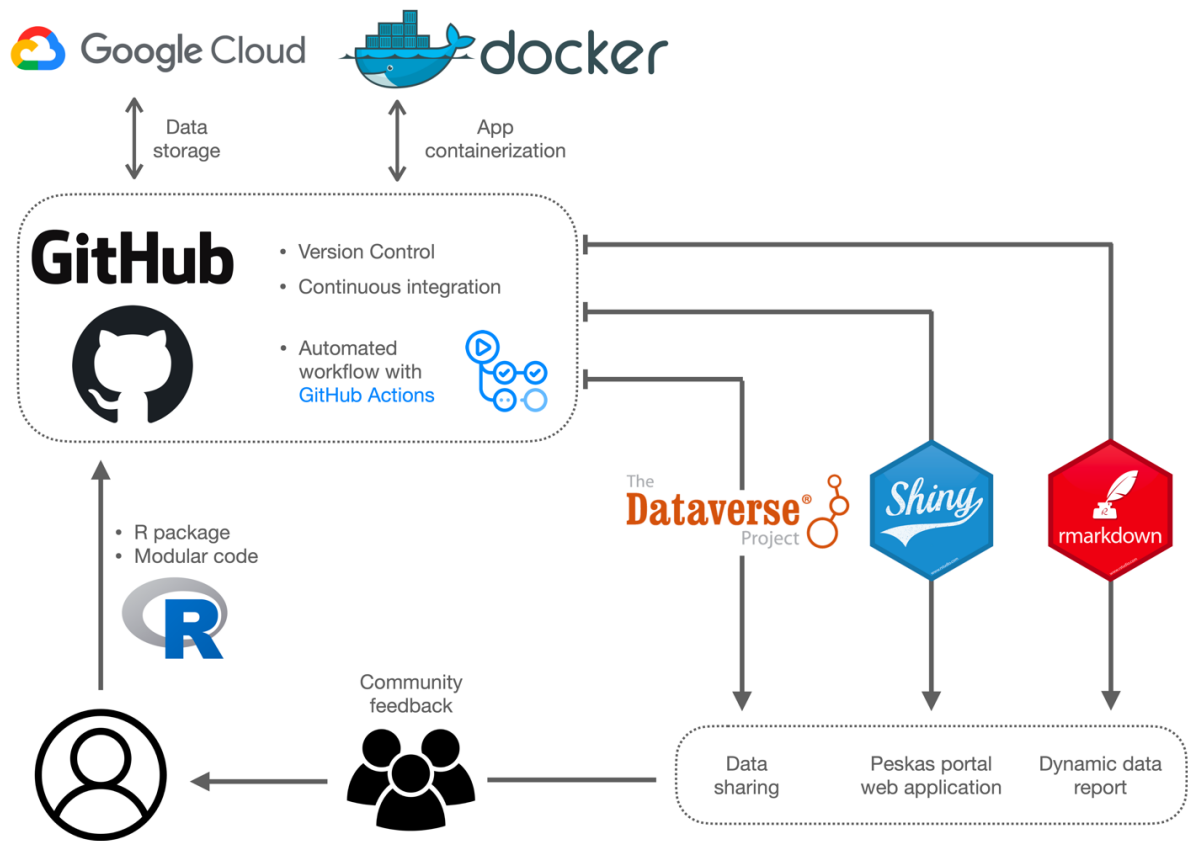 Google Cloud
docker
Data
storage
App
containerization
GitHub
• Version Control
• Continuous integration
• Automated
workflow with
GitHub Actions
The
Dataverse®
Project
Shiny
rmarkdown
• R package
• Modular code
R
Community
feedback
Data
sharing
Peskas portal
web application
Dynamic data
report